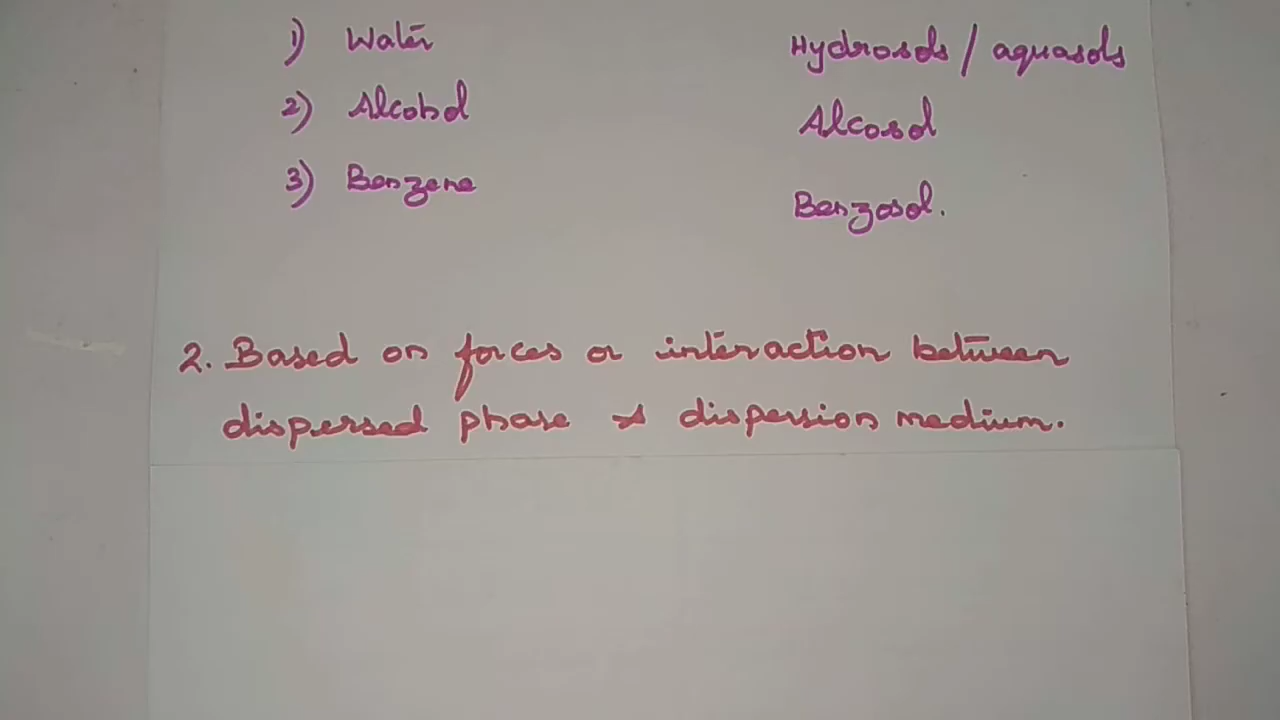 1) Water Hydrosols / aquasols
2) Alcohol Alcosol
3) Benzene Benzosol.
2. Based on forces or interaction between
dispersed phase & dispersion medium.